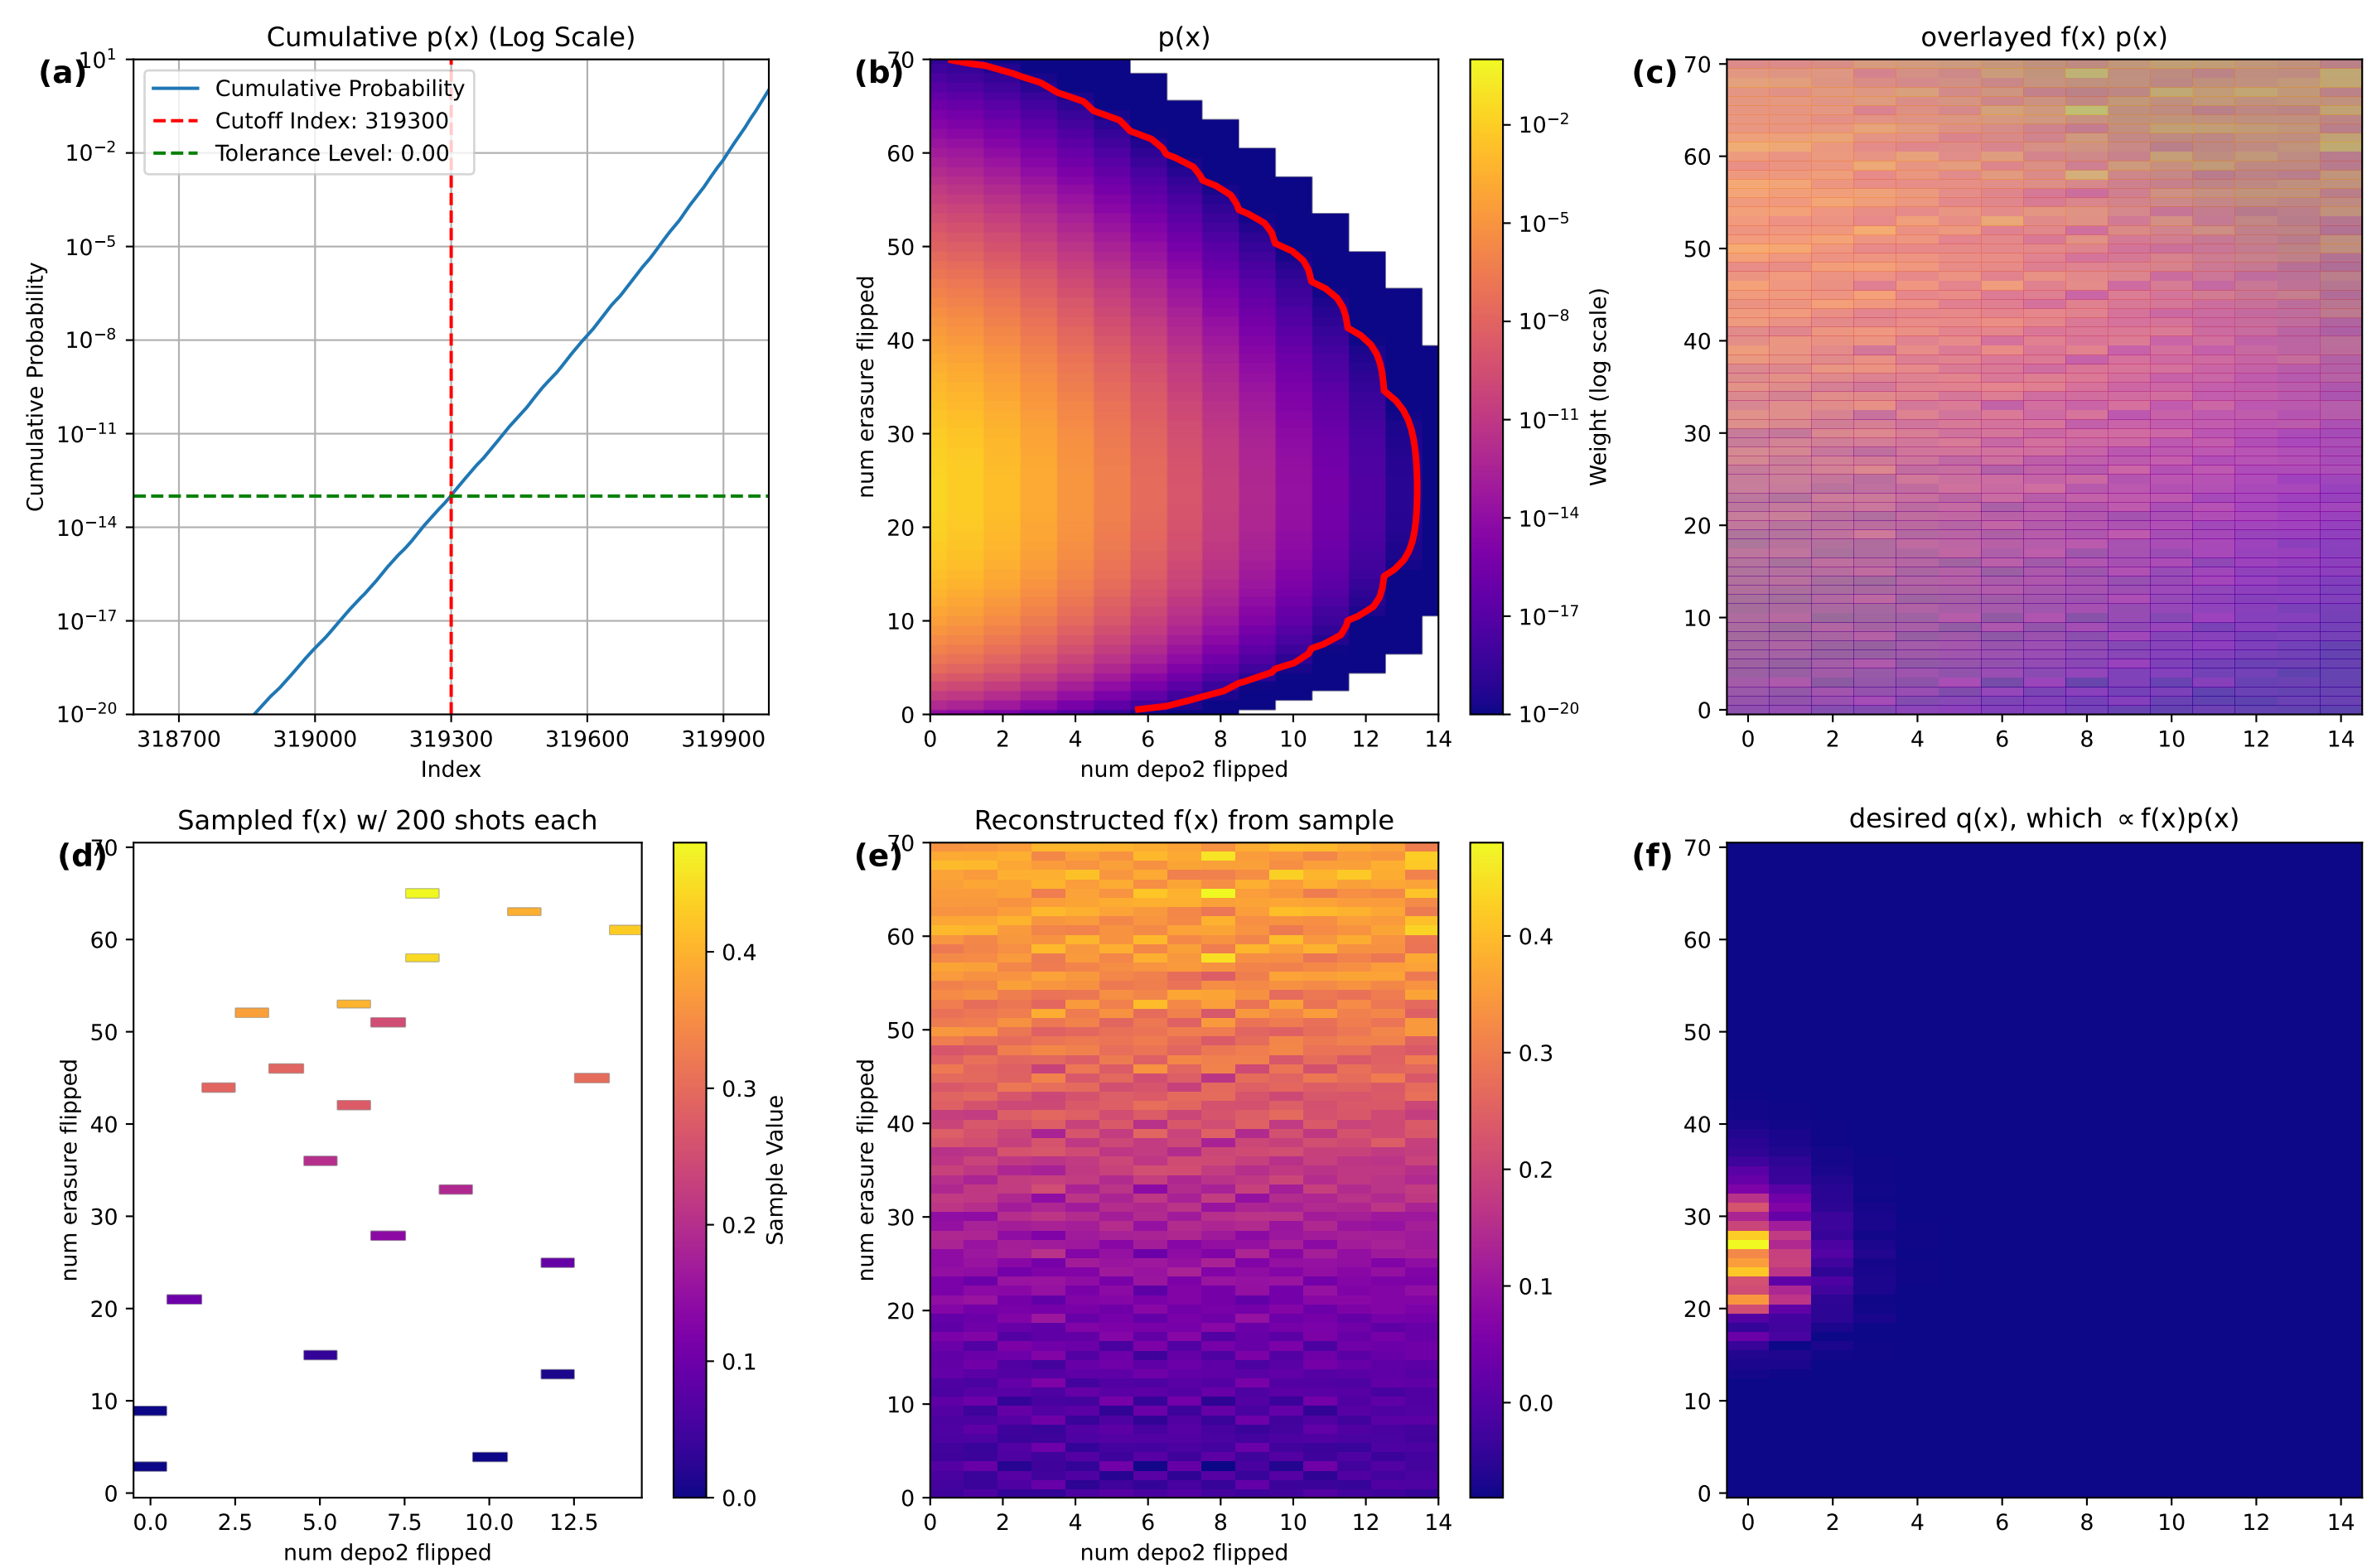 (a)
Cumulative p(x) (Log Scale)
Cumulative Probability
Cutoff Index: 319300
Tolerance Level: 0.00
Cumulative Probability
10^1
10^−2
10^−5
10^−8
10^−11
10^−14
10^−17
10^−20
318700 319000 319300 319600 319900
Index
(b)
p(x)
num erasure flipped
70
60
50
40
30
20
10
0
0 2 4 6 8 10 12 14
num depo2 flipped
10^−2
10^−5
10^−8
10^−11
10^−14
10^−17
10^−20
Weight (log scale)
(c)
overlayed f(x) p(x)
70
60
50
40
30
20
10
0
0 2 4 6 8 10 12 14
(d)
Sampled f(x) w/ 200 shots each
num erasure flipped
70
60
50
40
30
20
10
0
0.0 2.5 5.0 7.5 10.0 12.5
num depo2 flipped
0.4
0.3
0.2
0.1
0.0
Sample Value
(e)
Reconstructed f(x) from sample
num erasure flipped
70
60
50
40
30
20
10
0
0 2 4 6 8 10 12 14
num depo2 flipped
0.4
0.3
0.2
0.1
0.0
(f)
desired q(x), which ∝f(x)p(x)
70
60
50
40
30
20
10
0
0 2 4 6 8 10 12 14